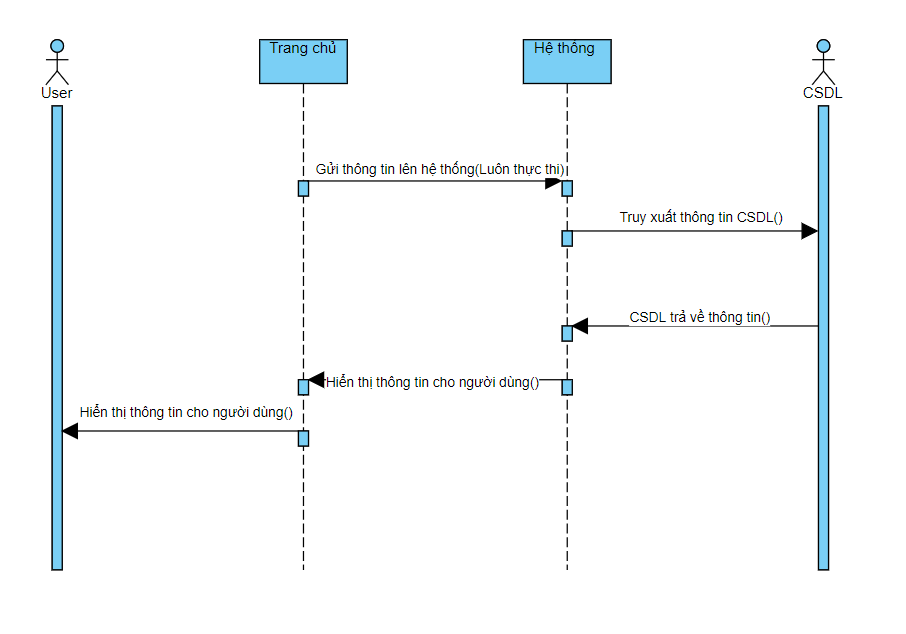 Trang chủ
Hệ thống
User
CSDL
Gửi thông tin lên hệ thống(Luôn thực thi)
Truy xuất thông tin CSDL()
CSDL trả về thông tin()
Hiển thị thông tin cho người dùng()
Hiển thị thông tin cho người dùng()